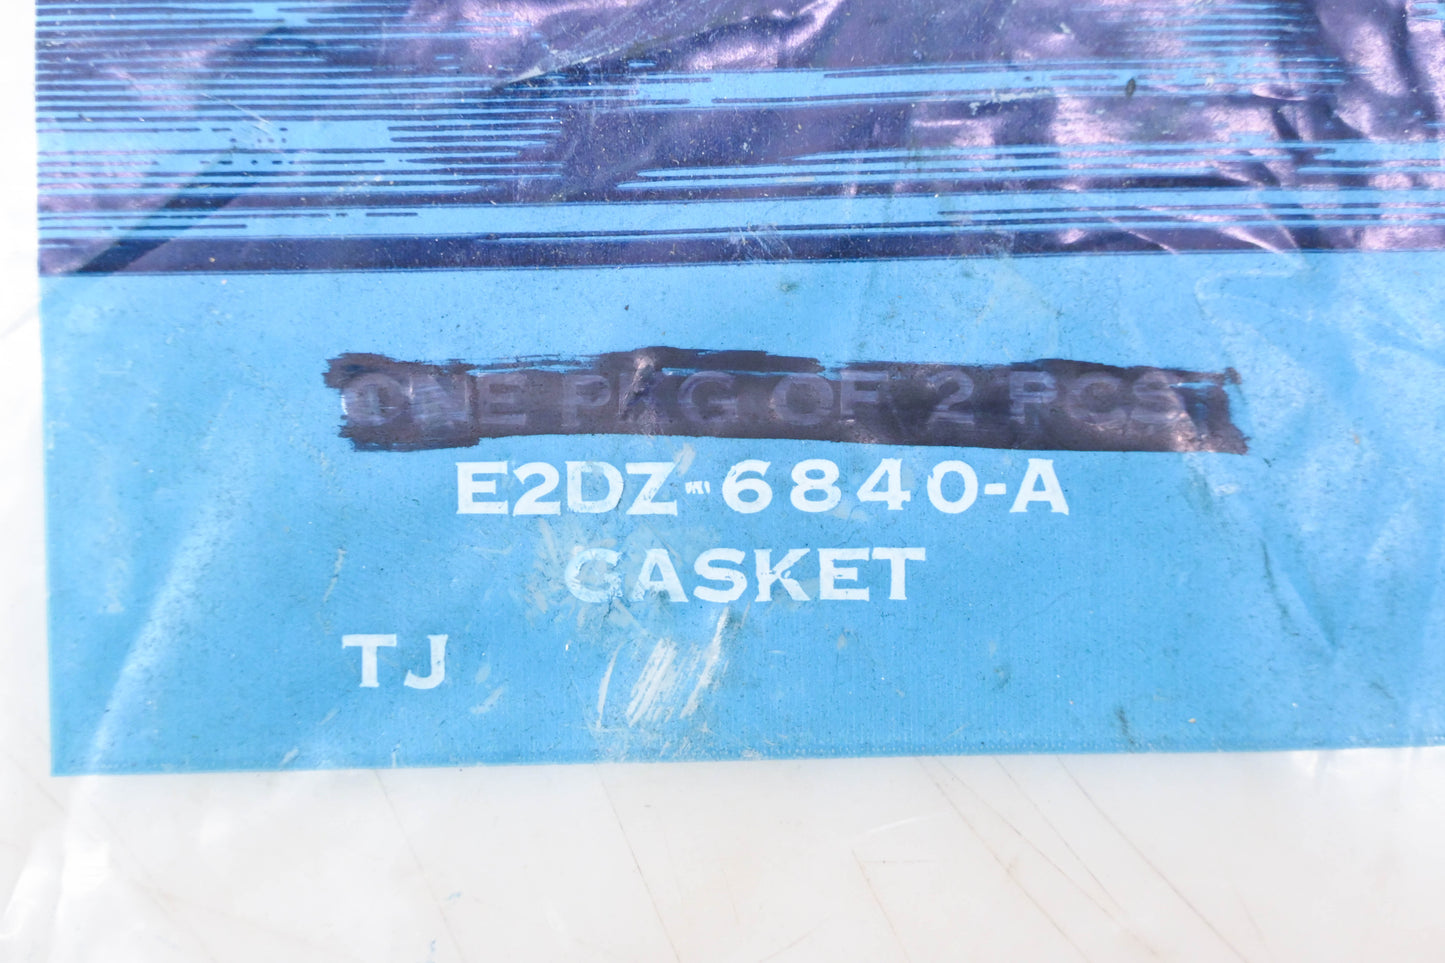 ONE PKG OF 2 PCS
E2DZ-6840-A
GASKET
TJ